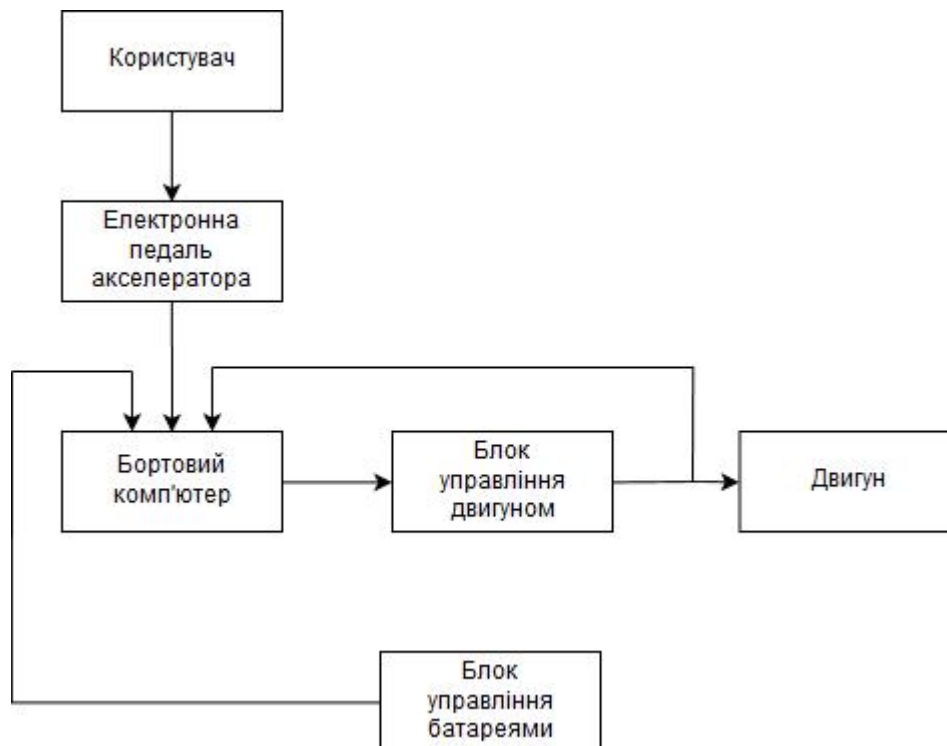 Користувач
Електронна
педаль
акселератора
Бортовий
комп'ютер
Блок
управління
двигуном
Двигун
Блок
управління
батареями